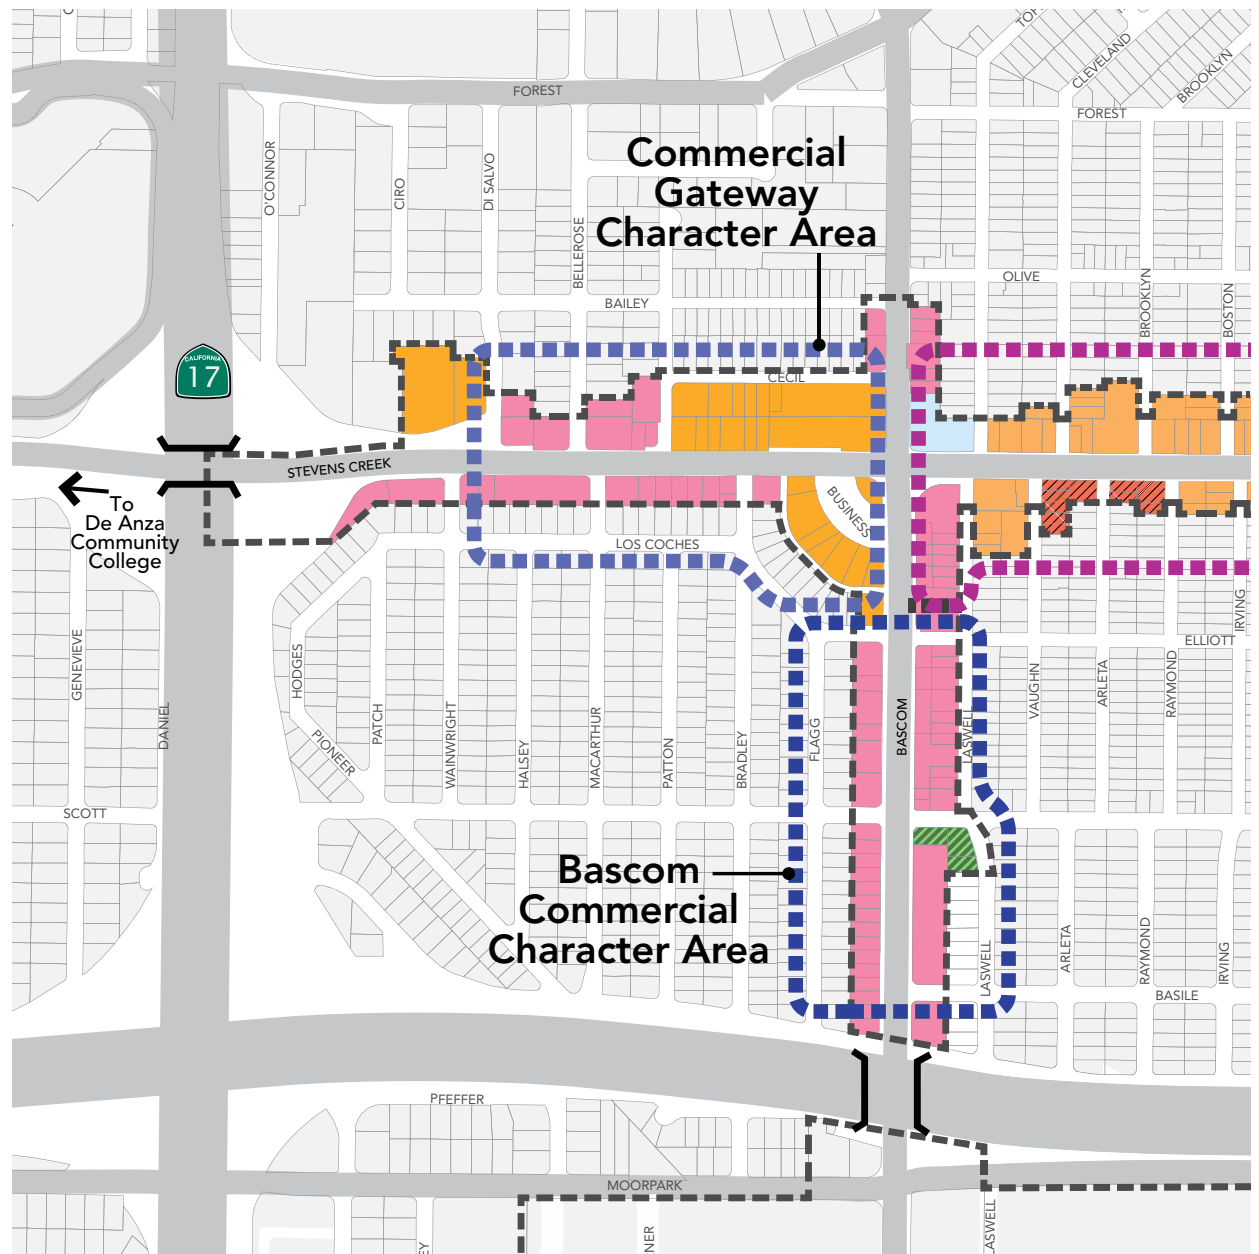 TOP
CLEVELAND
BROOKLYN
FOREST
FOREST
Commercial
Gateway
Character Area
O'CONNOR
CIRO
DI SALVO
BELLEROSE
OLIVE
BROOKLYN
BOSTON
BAILEY
CALIFORNIA
17
CECIL
STEVENS CREEK
To
De Anza
Community
College
BUSINESS
LOS COCHES
IRVING
ELLIOTT
GENEVIEVE
DANIEL
HODGES
PIONEER
PATCH
WAINWRIGHT
HALSEY
MACARTHUR
PATTON
BRADLEY
FLAGG
BASCOM
LASWELL
VAUGHN
ARLETA
RAYMOND
SCOTT
Bascom
Commercial
Character Area
LASWELL
ARLETA
RAYMOND
IRVING
BASILE
PFEFFER
MOORPARK
EY
NER
LASWELL